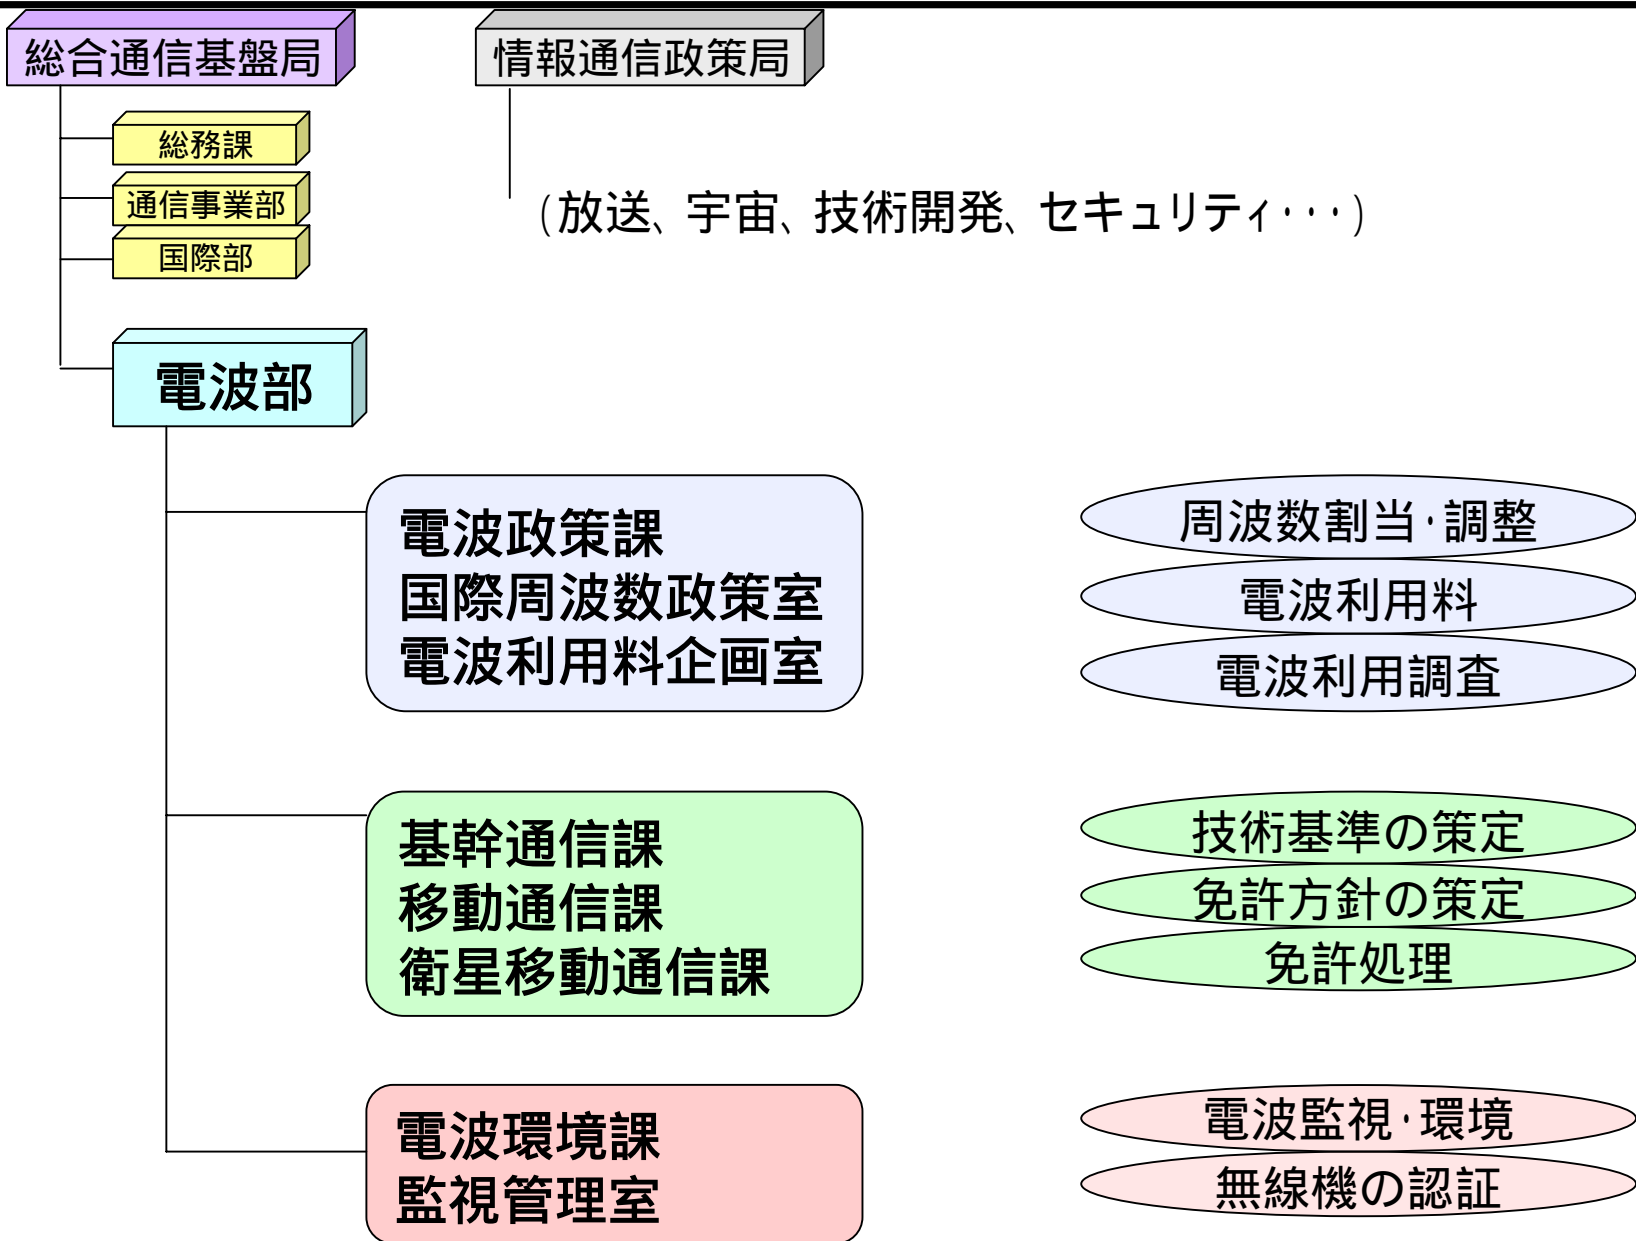 総合通信基盤局
情報通信政策局
総務課
通信事業部
国際部
(放送、宇宙、技術開発、セキュリティ・・・)
電波部
電波政策課
国際周波数政策室
電波利用料企画室
周波数割当・調整
電波利用料
電波利用調査
基幹通信課
移動通信課
衛星移動通信課
技術基準の策定
免許方針の策定
免許処理
電波環境課
監視管理室
電波監視・環境
無線機の認証